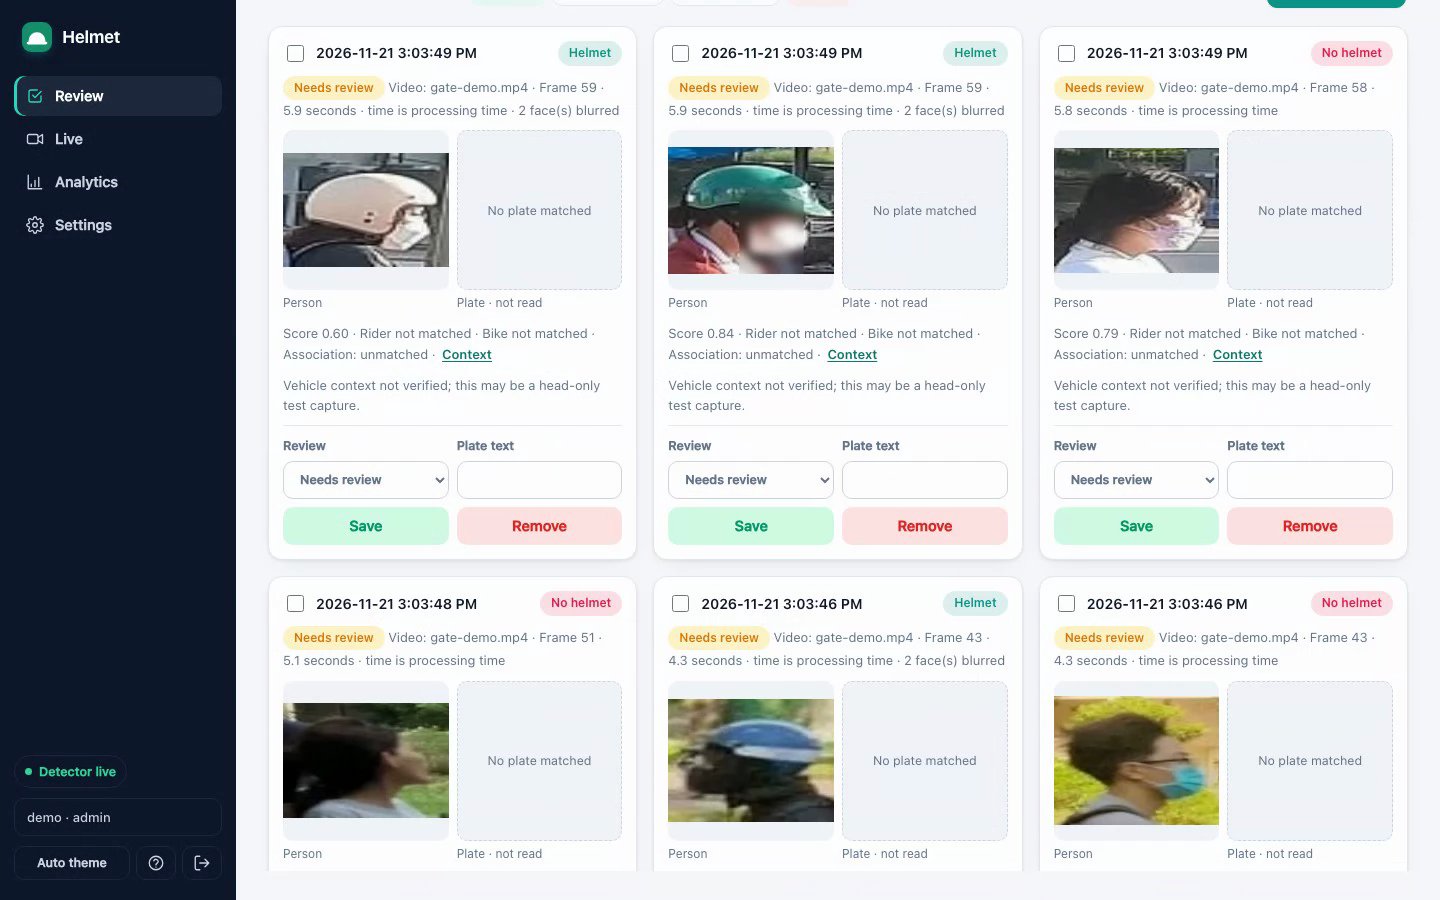 Helmet
Review
Live
Analytics
Settings
Detector live
demo · admin
Auto theme
2026-11-21 3:03:49 PM
Helmet
Needs review Video: gate-demo.mp4 · Frame 59 ·
5.9 seconds · time is processing time · 2 face(s) blurred
No plate matched
Person
Plate · not read
Score 0.60 · Rider not matched · Bike not matched ·
Association: unmatched · Context
Vehicle context not verified; this may be a head-only
test capture.
Review
Plate text
Needs review
Save
Remove
2026-11-21 3:03:49 PM
Helmet
Needs review Video: gate-demo.mp4 · Frame 59 ·
5.9 seconds · time is processing time · 2 face(s) blurred
No plate matched
Person
Plate · not read
Score 0.84 · Rider not matched · Bike not matched ·
Association: unmatched · Context
Vehicle context not verified; this may be a head-only
test capture.
Review
Plate text
Needs review
Save
Remove
2026-11-21 3:03:49 PM
No helmet
Needs review Video: gate-demo.mp4 · Frame 58 ·
5.8 seconds · time is processing time
No plate matched
Person
Plate · not read
Score 0.79 · Rider not matched · Bike not matched ·
Association: unmatched · Context
Vehicle context not verified; this may be a head-only
test capture.
Review
Plate text
Needs review
Save
Remove
2026-11-21 3:03:48 PM
No helmet
Needs review Video: gate-demo.mp4 · Frame 51 ·
5.1 seconds · time is processing time
No plate matched
Person
Plate · not read
2026-11-21 3:03:46 PM
Helmet
Needs review Video: gate-demo.mp4 · Frame 43 ·
4.3 seconds · time is processing time · 2 face(s) blurred
No plate matched
Person
Plate · not read
2026-11-21 3:03:46 PM
No helmet
Needs review Video: gate-demo.mp4 · Frame 43 ·
4.3 seconds · time is processing time
No plate matched
Person
Plate · not read